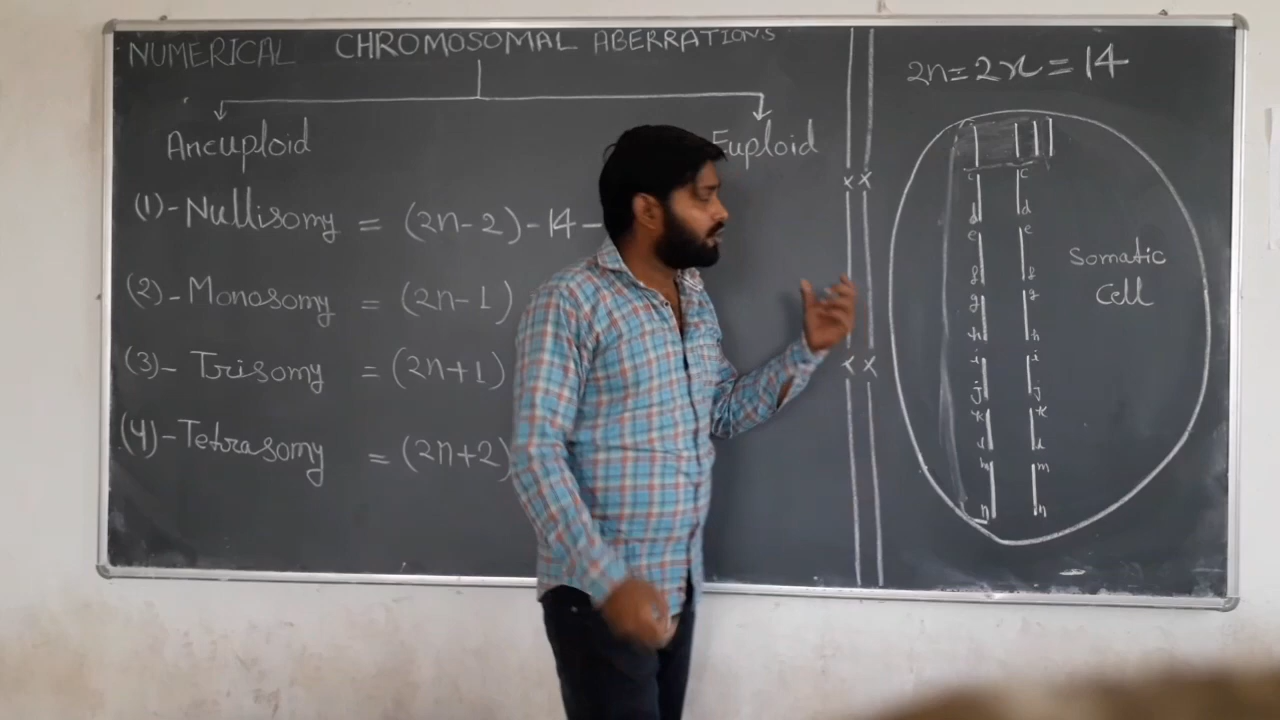 NUMERICAL CHROMOSOMAL ABERRATIONS
Aneuploid Euploid
(1)-Nullisomy = (2n-2)-14-
(2)-Monosomy = (2n-1)
(3)-Trisomy = (2n+1)
(4)-Tetrasomy = (2n+2)
x x
x x
2n=2x=14
c c
d d
e e
f f
g g
h h
i i
j j
k k
l l
m m
n n
Somatic
Cell